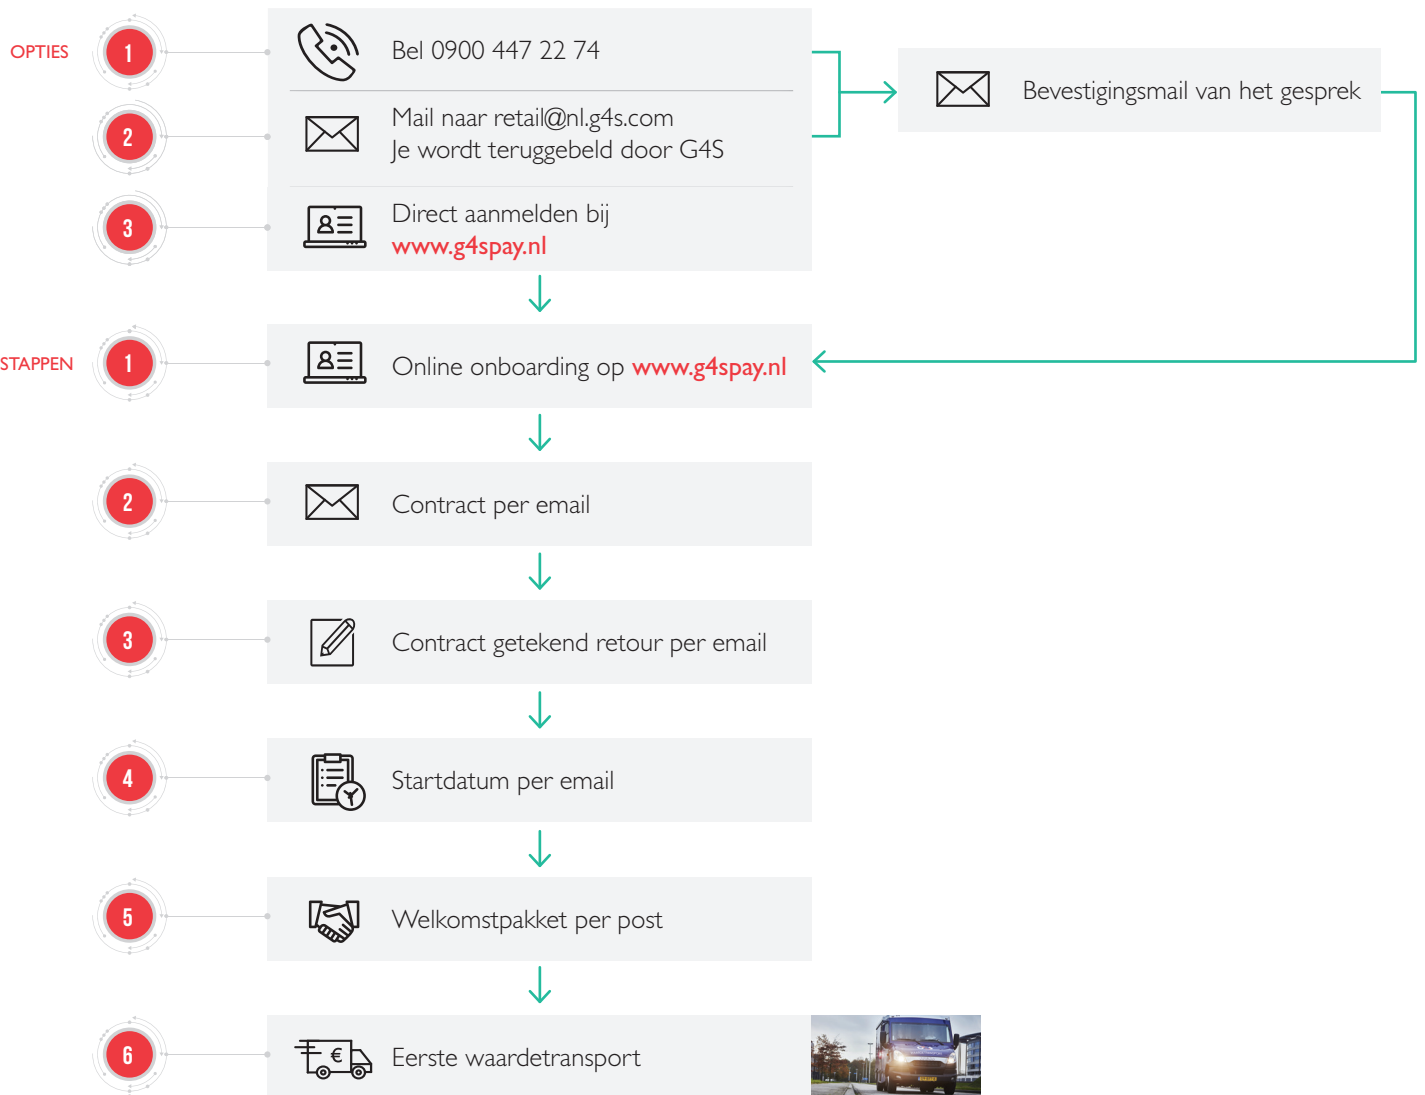 OPTIES
1
Bel 0900 447 22 74
2
Mail naar retail@nl.g4s.com
Je wordt teruggebeld door G4S
3
Direct aanmelden bij
www.g4spay.nl
Bevestigingsmail van het gesprek
STAPPEN
1
Online onboarding op www.g4spay.nl
2
Contract per email
3
Contract getekend retour per email
4
Startdatum per email
5
Welkomstpakket per post
6
€
Eerste waardetransport